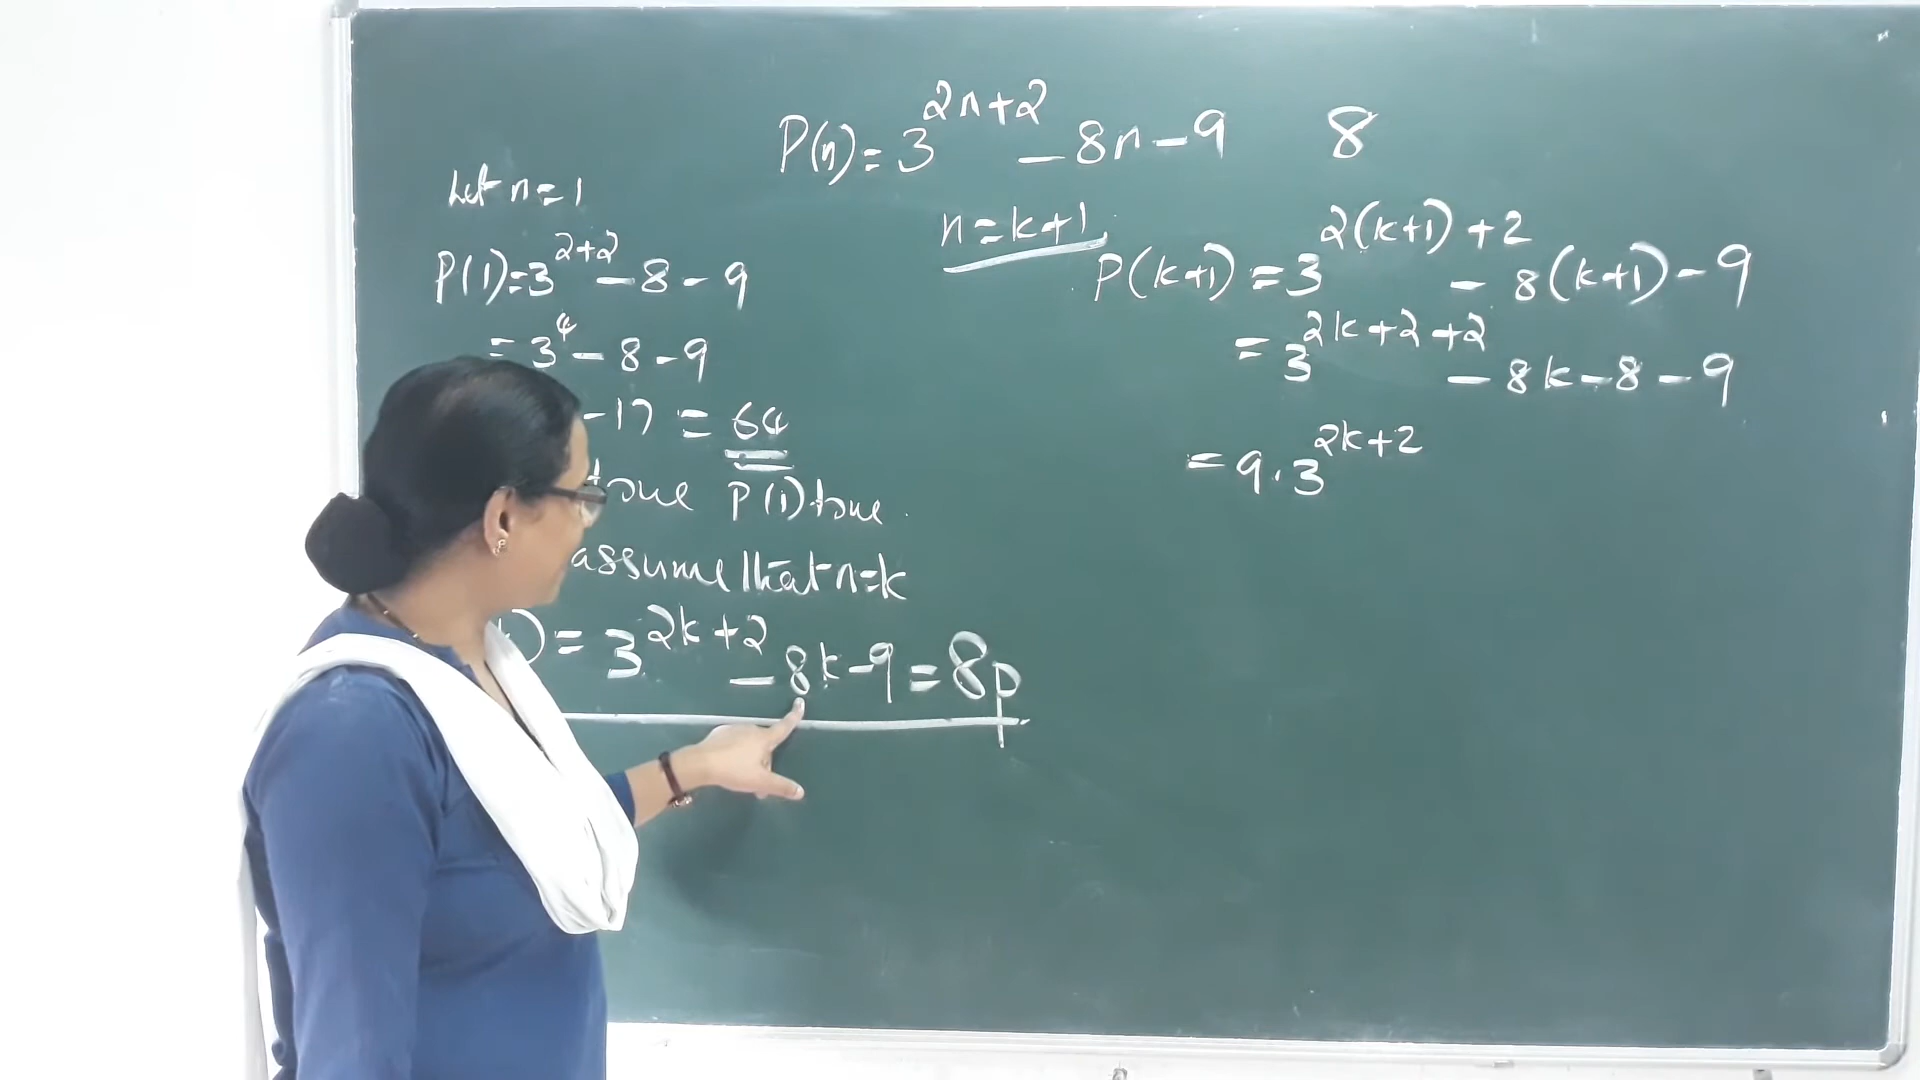 P(n) = 3^{2n+2} - 8n - 9    8
Let n = 1
P(1) = 3^{2+2} - 8 - 9
= 3^4 - 8 - 9
- 17 = 64
true P(1) true.
assume that n = k
) = 3^{2k+2} - 8k - 9 = 8p
n = k+1
P(k+1) = 3^{2(k+1)+2} - 8(k+1) - 9
= 3^{2k+2+2} - 8k - 8 - 9
= 9.3^{2k+2}